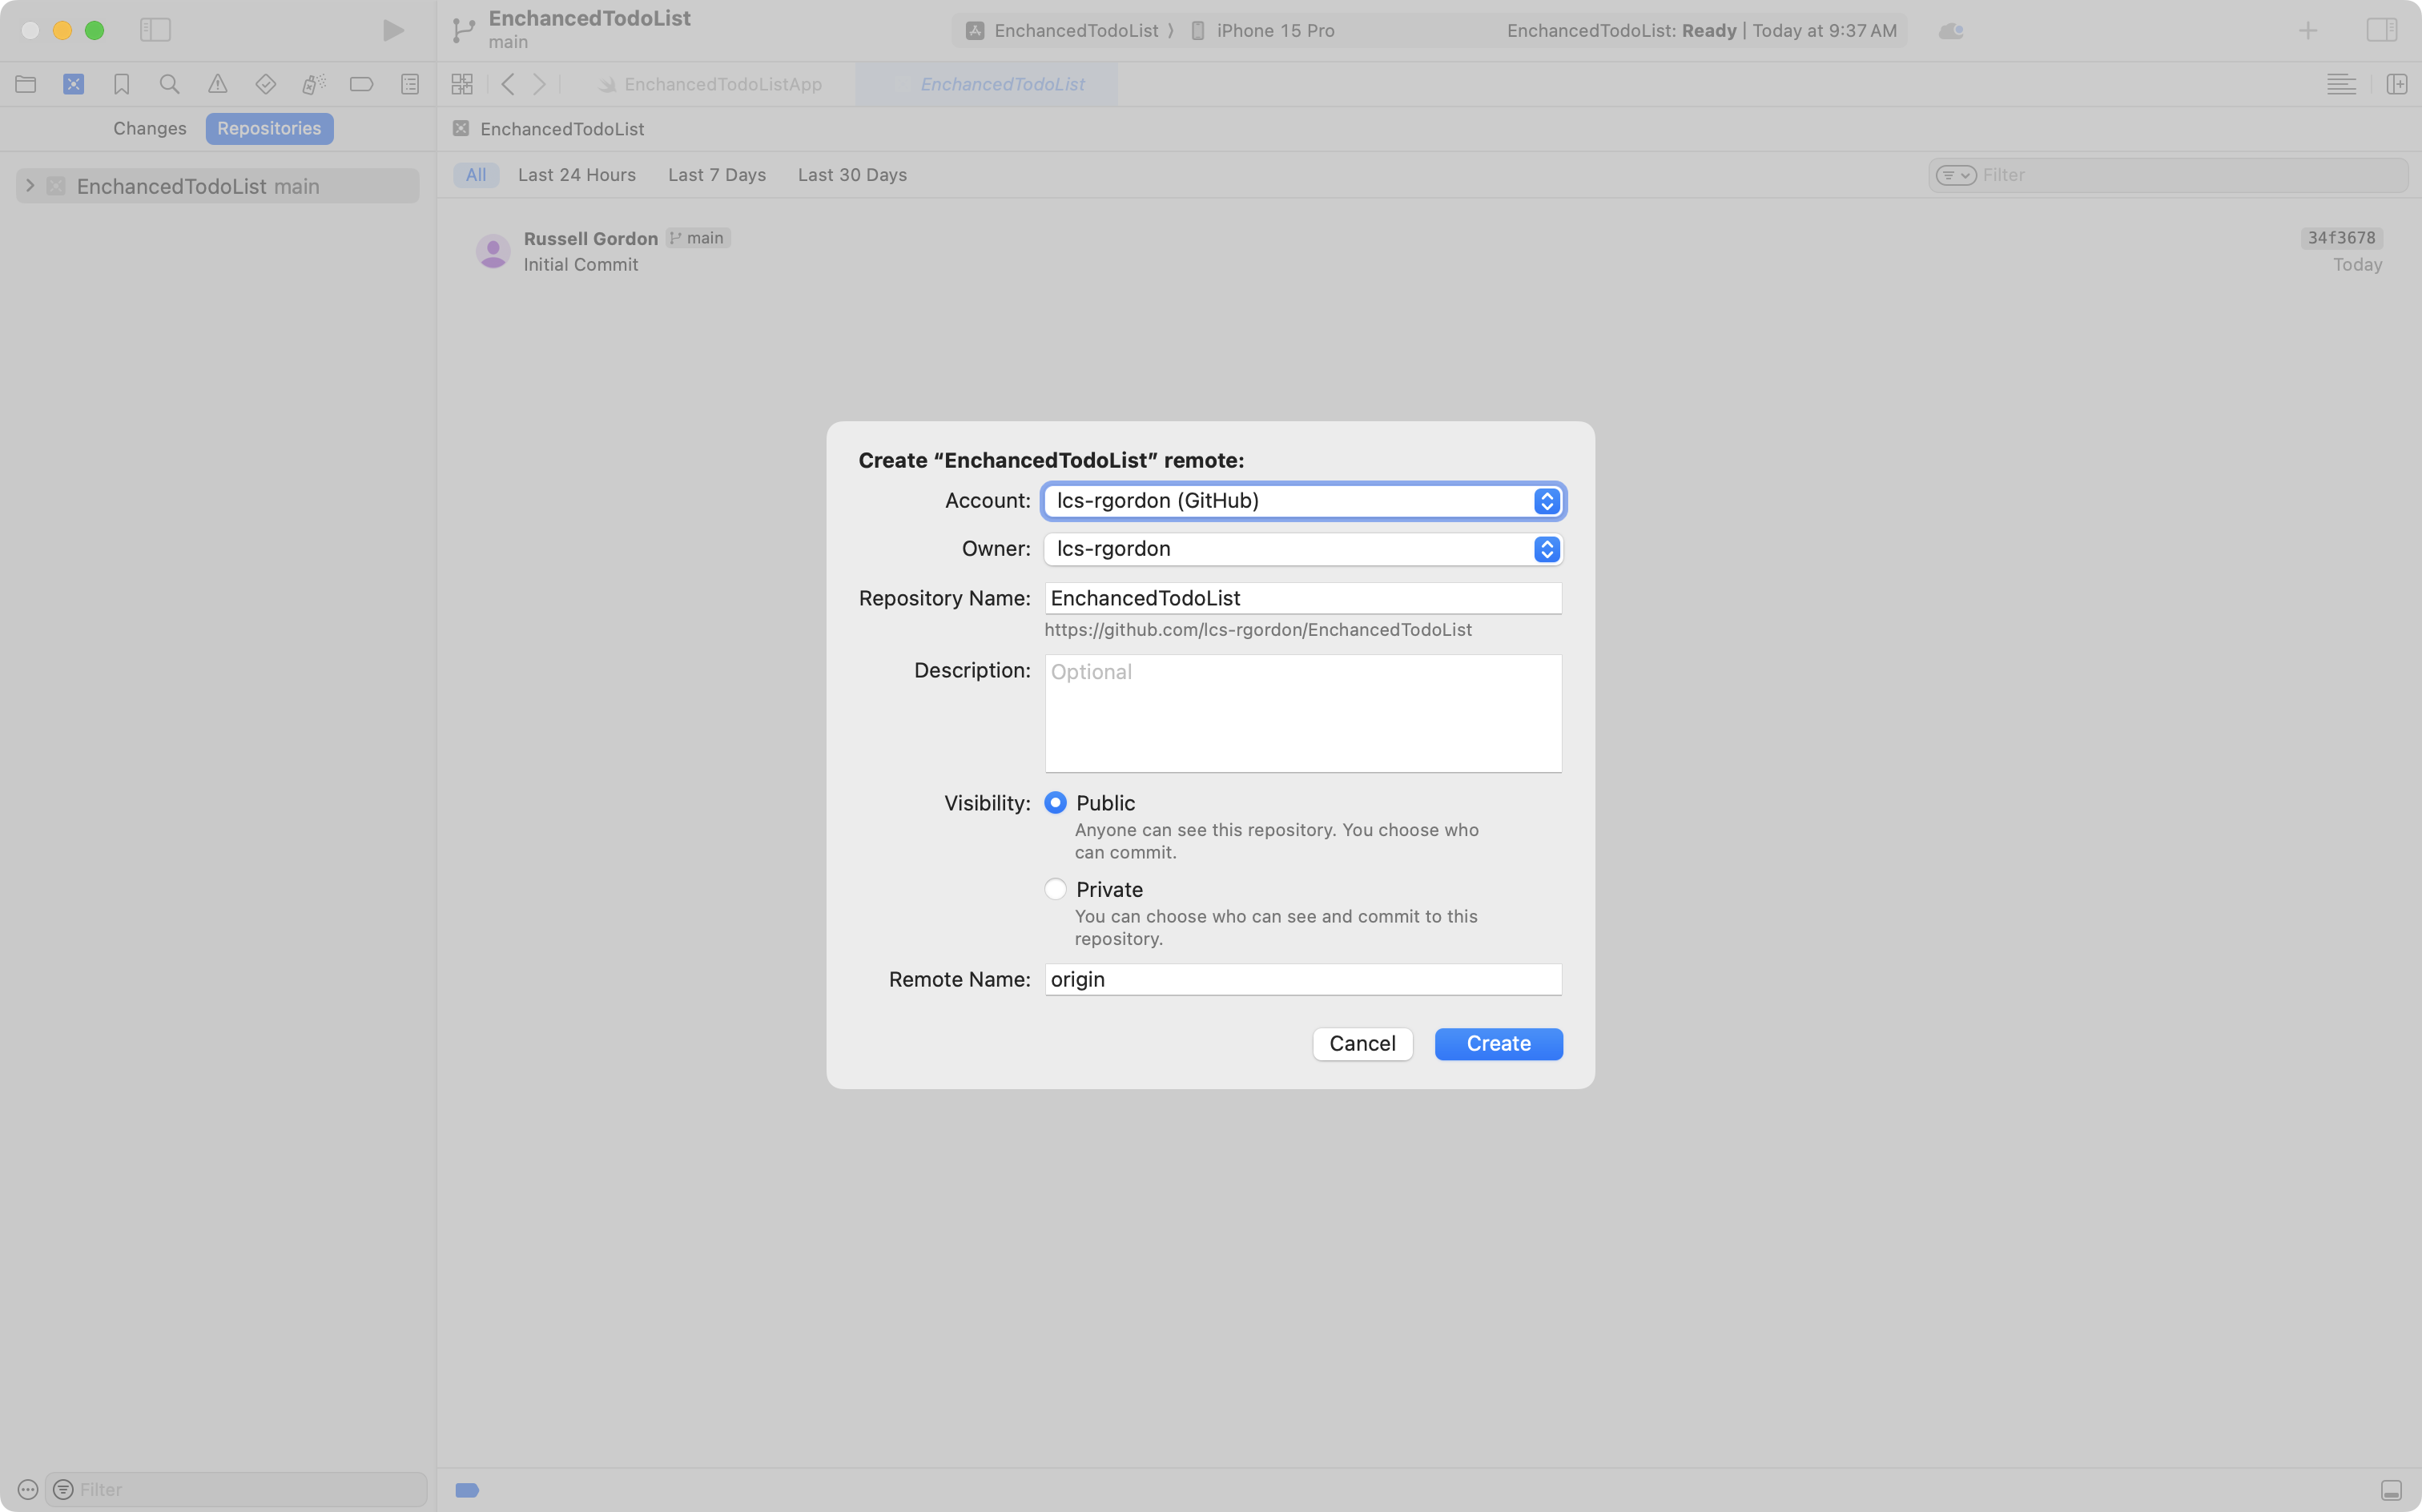 EnchancedTodoList
main
EnchancedTodoList
iPhone 15 Pro
EnchancedTodoList: Ready | Today at 9:37 AM
EnchancedTodoListApp
EnchancedTodoList
Changes
Repositories
EnchancedTodoList
EnchancedTodoList main
All
Last 24 Hours
Last 7 Days
Last 30 Days
Filter
Russell Gordon
main
34f3678
Initial Commit
Today
Create “EnchancedTodoList” remote:
Account: lcs-rgordon (GitHub)
Owner: lcs-rgordon
Repository Name: EnchancedTodoList
https://github.com/lcs-rgordon/EnchancedTodoList
Description: Optional
Visibility: Public
Anyone can see this repository. You choose who
can commit.
Private
You can choose who can see and commit to this
repository.
Remote Name: origin
Cancel
Create
Filter